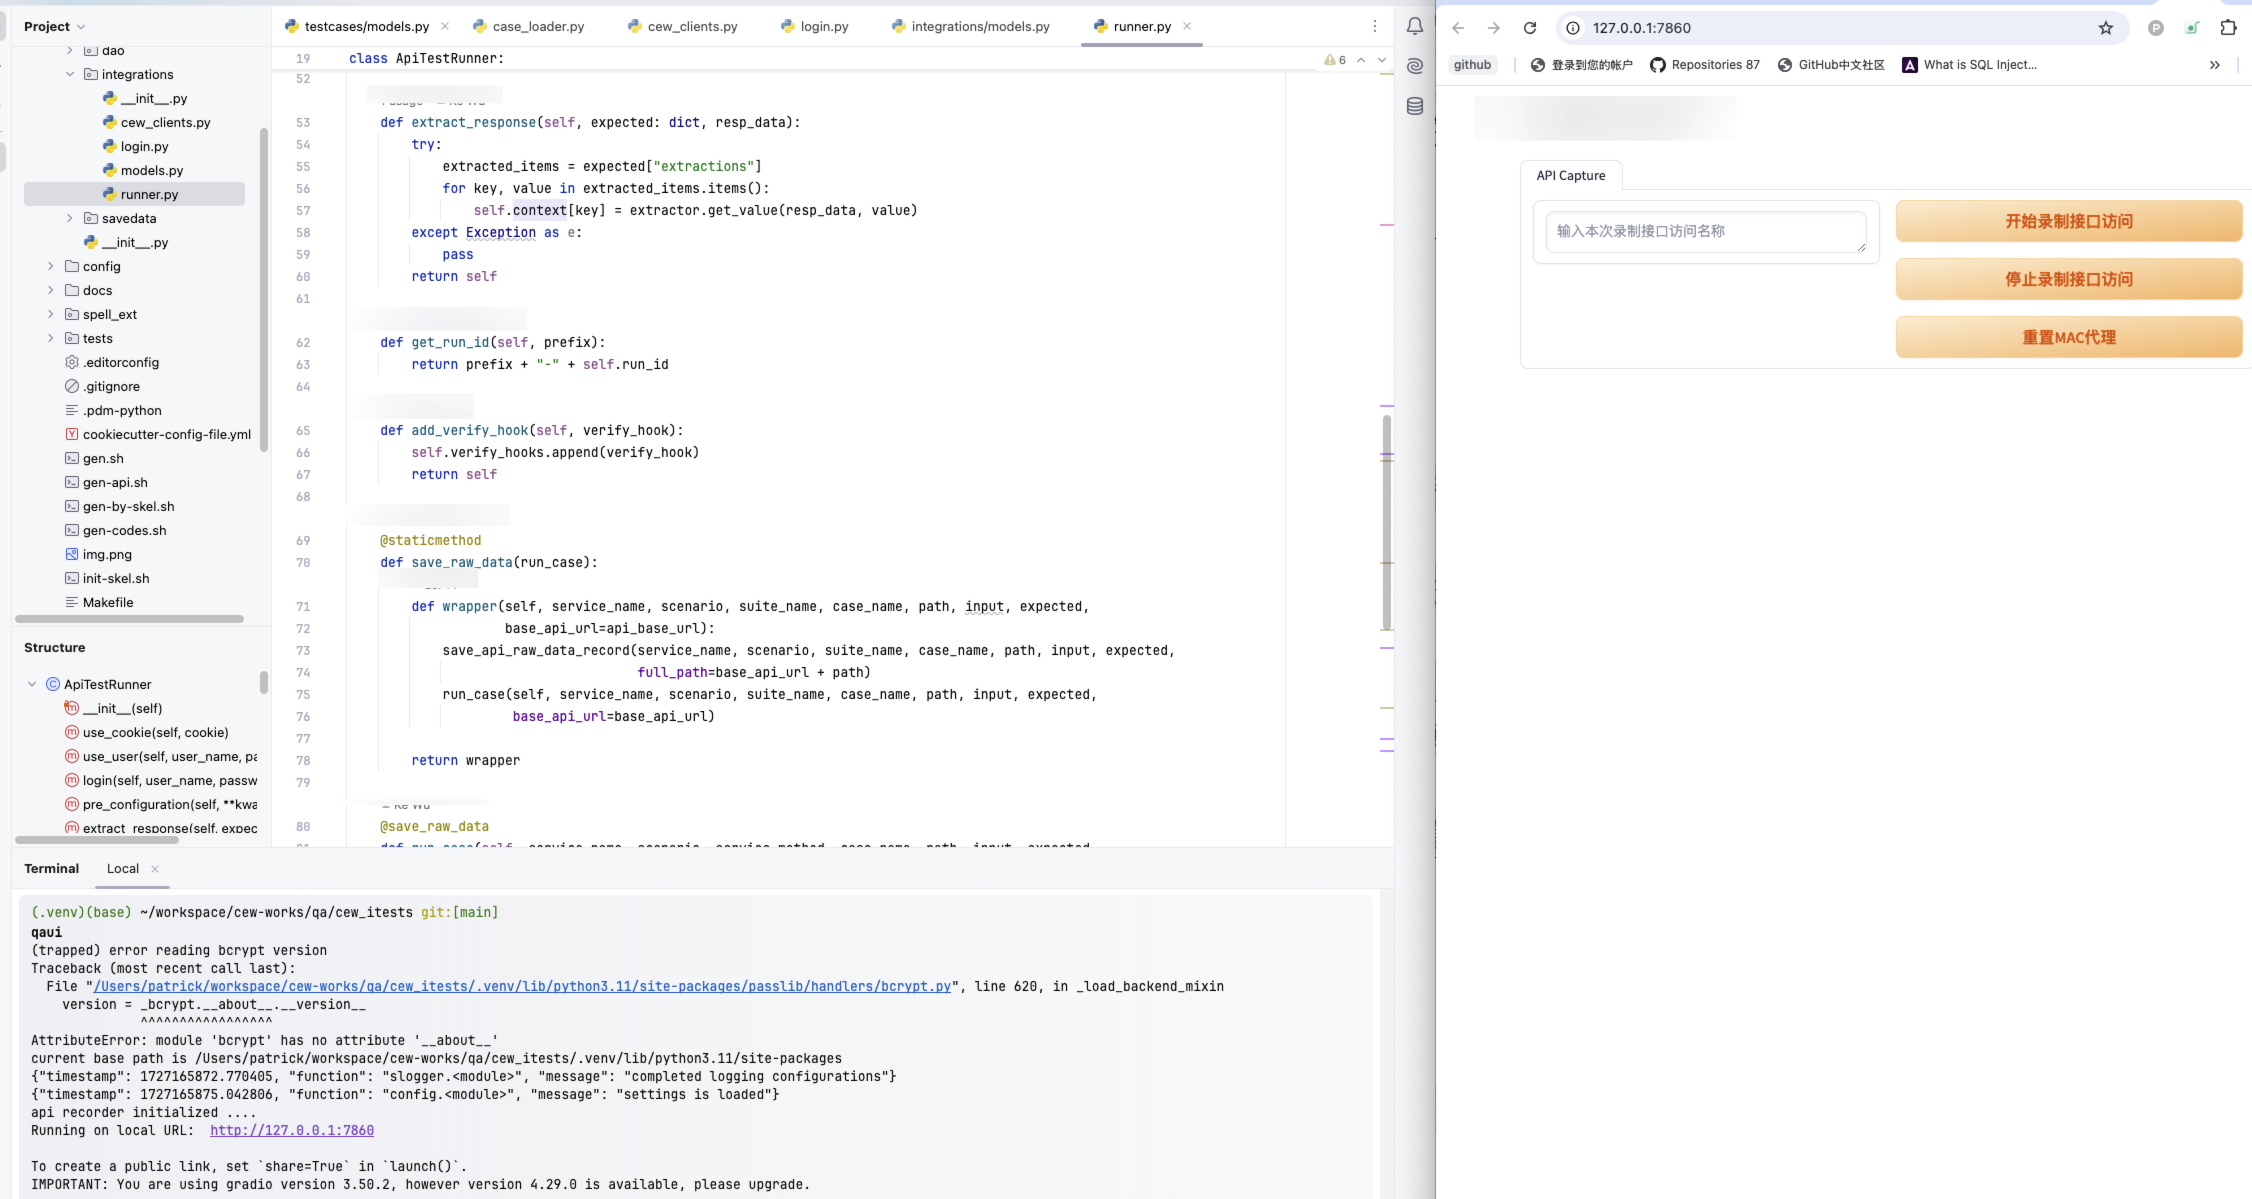 Project
dao
integrations
__init__.py
cew_clients.py
login.py
models.py
runner.py
savedata
__init__.py
config
docs
spell_ext
tests
.editorconfig
.gitignore
.pdm-python
cookiecutter-config-file.yml
gen.sh
gen-api.sh
gen-by-skel.sh
gen-codes.sh
img.png
init-skel.sh
Makefile
Structure
ApiTestRunner
__init__(self)
use_cookie(self, cookie)
use_user(self, user_name, pa
login(self, user_name, passw
pre_configuration(self, **kwa
extract_response(self, expec
testcases/models.py
case_loader.py
cew_clients.py
login.py
integrations/models.py
runner.py
19 class ApiTestRunner:
6
52
53 def extract_response(self, expected: dict, resp_data):
54 try:
55 extracted_items = expected["extractions"]
56 for key, value in extracted_items.items():
57 self.context[key] = extractor.get_value(resp_data, value)
58 except Exception as e:
59 pass
60 return self
61
62 def get_run_id(self, prefix):
63 return prefix + "-" + self.run_id
64
65 def add_verify_hook(self, verify_hook):
66 self.verify_hooks.append(verify_hook)
67 return self
68
69 @staticmethod
70 def save_raw_data(run_case):
71 def wrapper(self, service_name, scenario, suite_name, case_name, path, input, expected,
72 base_api_url=api_base_url):
73 save_api_raw_data_record(service_name, scenario, suite_name, case_name, path, input, expected,
74 full_path=base_api_url + path)
75 run_case(self, service_name, scenario, suite_name, case_name, path, input, expected,
76 base_api_url=base_api_url)
77
78 return wrapper
79
Ke Wu
80 @save_raw_data
81 def run_case(self, service_name, scenario, service_method, case_name, path, input, expected
Terminal
Local
(.venv)(base) ~/workspace/cew-works/qa/cew_itests git:[main]
qaui
(trapped) error reading bcrypt version
Traceback (most recent call last):
File "/Users/patrick/workspace/cew-works/qa/cew_itests/.venv/lib/python3.11/site-packages/passlib/handlers/bcrypt.py", line 620, in _load_backend_mixin
version = _bcrypt.__about__.__version__
^^^^^^^^^^^^^^^^^
AttributeError: module 'bcrypt' has no attribute '__about__'
current base path is /Users/patrick/workspace/cew-works/qa/cew_itests/.venv/lib/python3.11/site-packages
{"timestamp": 1727165872.770405, "function": "slogger.<module>", "message": "completed logging configurations"}
{"timestamp": 1727165875.042806, "function": "config.<module>", "message": "settings is loaded"}
api recorder initialized ....
Running on local URL: http://127.0.0.1:7860
To create a public link, set `share=True` in `launch()`.
IMPORTANT: You are using gradio version 3.50.2, however version 4.29.0 is available, please upgrade.
127.0.0.1:7860
github
登录到您的帐户
Repositories 87
GitHub中文社区
What is SQL Inject...
API Capture
输入本次录制接口访问名称
开始录制接口访问
停止录制接口访问
重置MAC代理